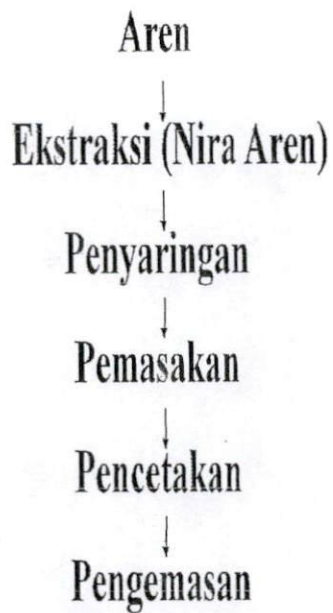 Aren
Ekstraksi (Nira Aren)
Penyaringan
Pemasakan
Pencetakan
Pengemasan